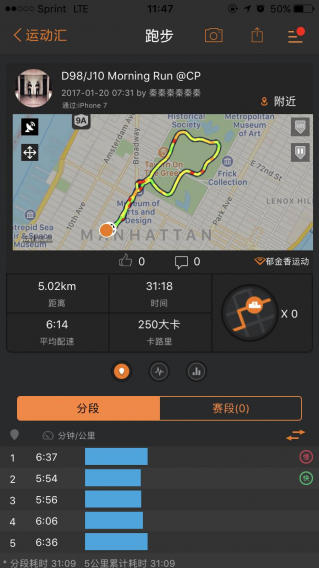 Sprint LTE 11:47 50%
运动汇 跑步
D98/J10 Morning Run @CP
2017-01-20 07:31 by 秦秦秦秦秦秦
通过:iPhone 7
附近
9A
Historical
Society
Metropolitan
Museum of
Art
Amsterdam Ave
Broadway
Tavern On
The Green
Frick
Collection
E 72nd St
LENOX HILL
10th Ave
Museum of
Arts and
Design
Park Ave
Intrepid Sea
Air & Space
Museum
MANHATTAN
0 0 郁金香运动
5.02km 31:18
距离 时间
X 0
6:14 250大卡
平均配速 卡路里
分段 赛段(0)
分钟/公里
1 6:37 慢
2 5:54 快
3 5:56
4 6:06
5 6:36
* 分段耗时 31:09 5公里累计耗时 31:09